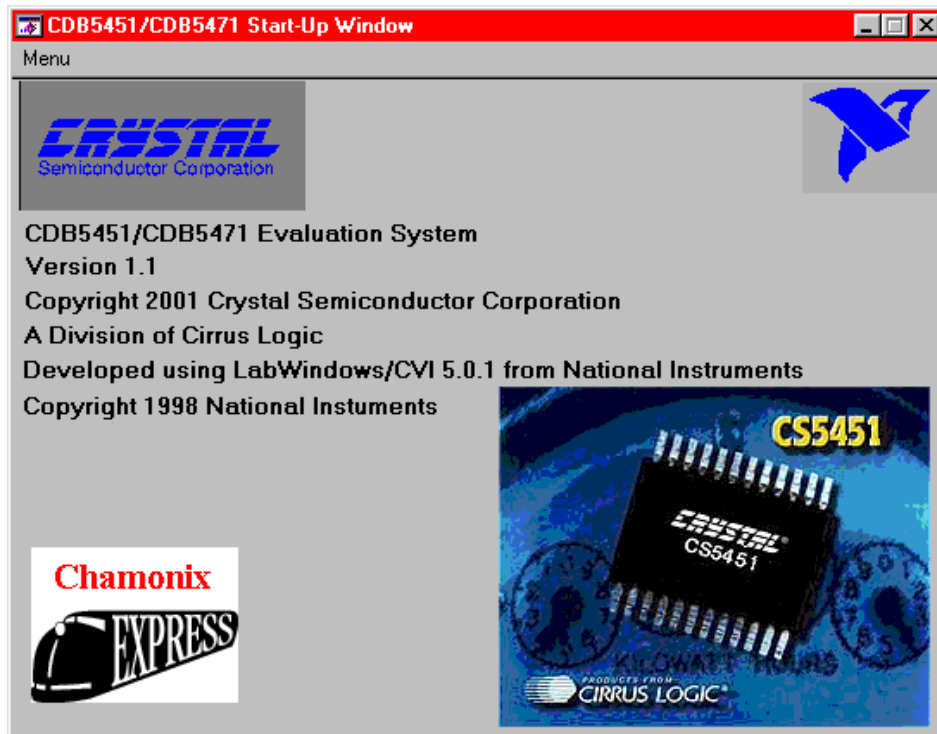 CDB5451/CDB5471 Start-Up Window
Menu
CRYSTAL
Semiconductor Corporation
CDB5451/CDB5471 Evaluation System
Version 1.1
Copyright 2001 Crystal Semiconductor Corporation
A Division of Cirrus Logic
Developed using LabWindows/CVI 5.0.1 from National Instruments
Copyright 1998 National Instuments
CS5451
CRYSTAL®
CS5451
KILOWATT HOURS
PRODUCTS FROM
CIRRUS LOGIC®
Chamonix
EXPRESS